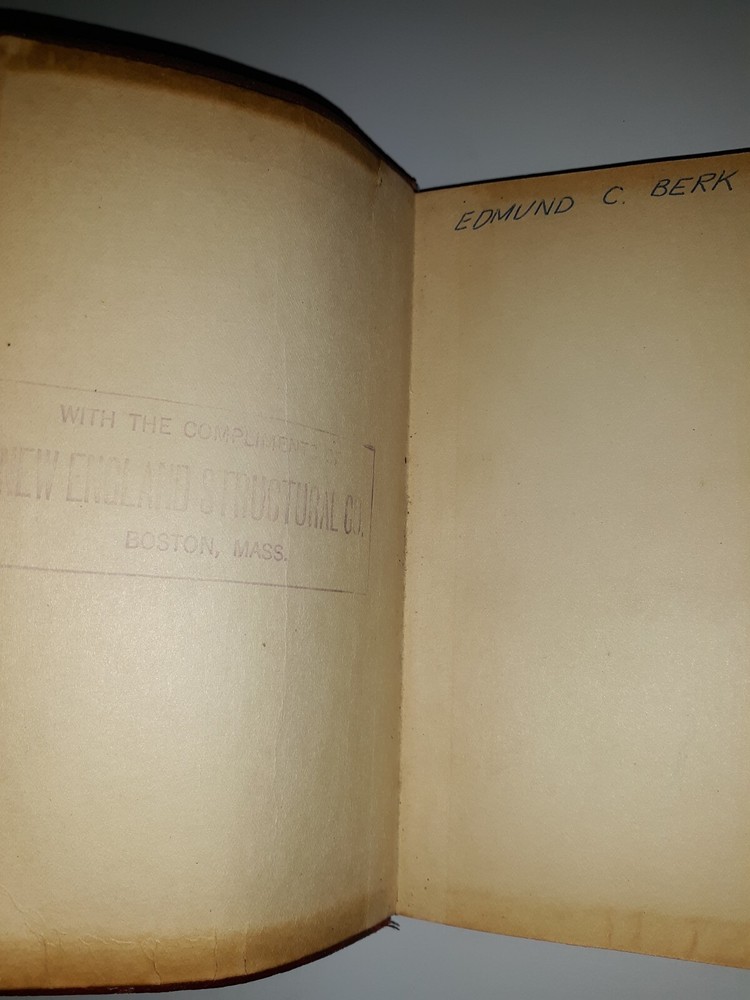 WITH THE COMPLIMENTS OF
NEW ENGLAND STRUCTURAL CO.
BOSTON, MASS.
EDMUND C. BERK